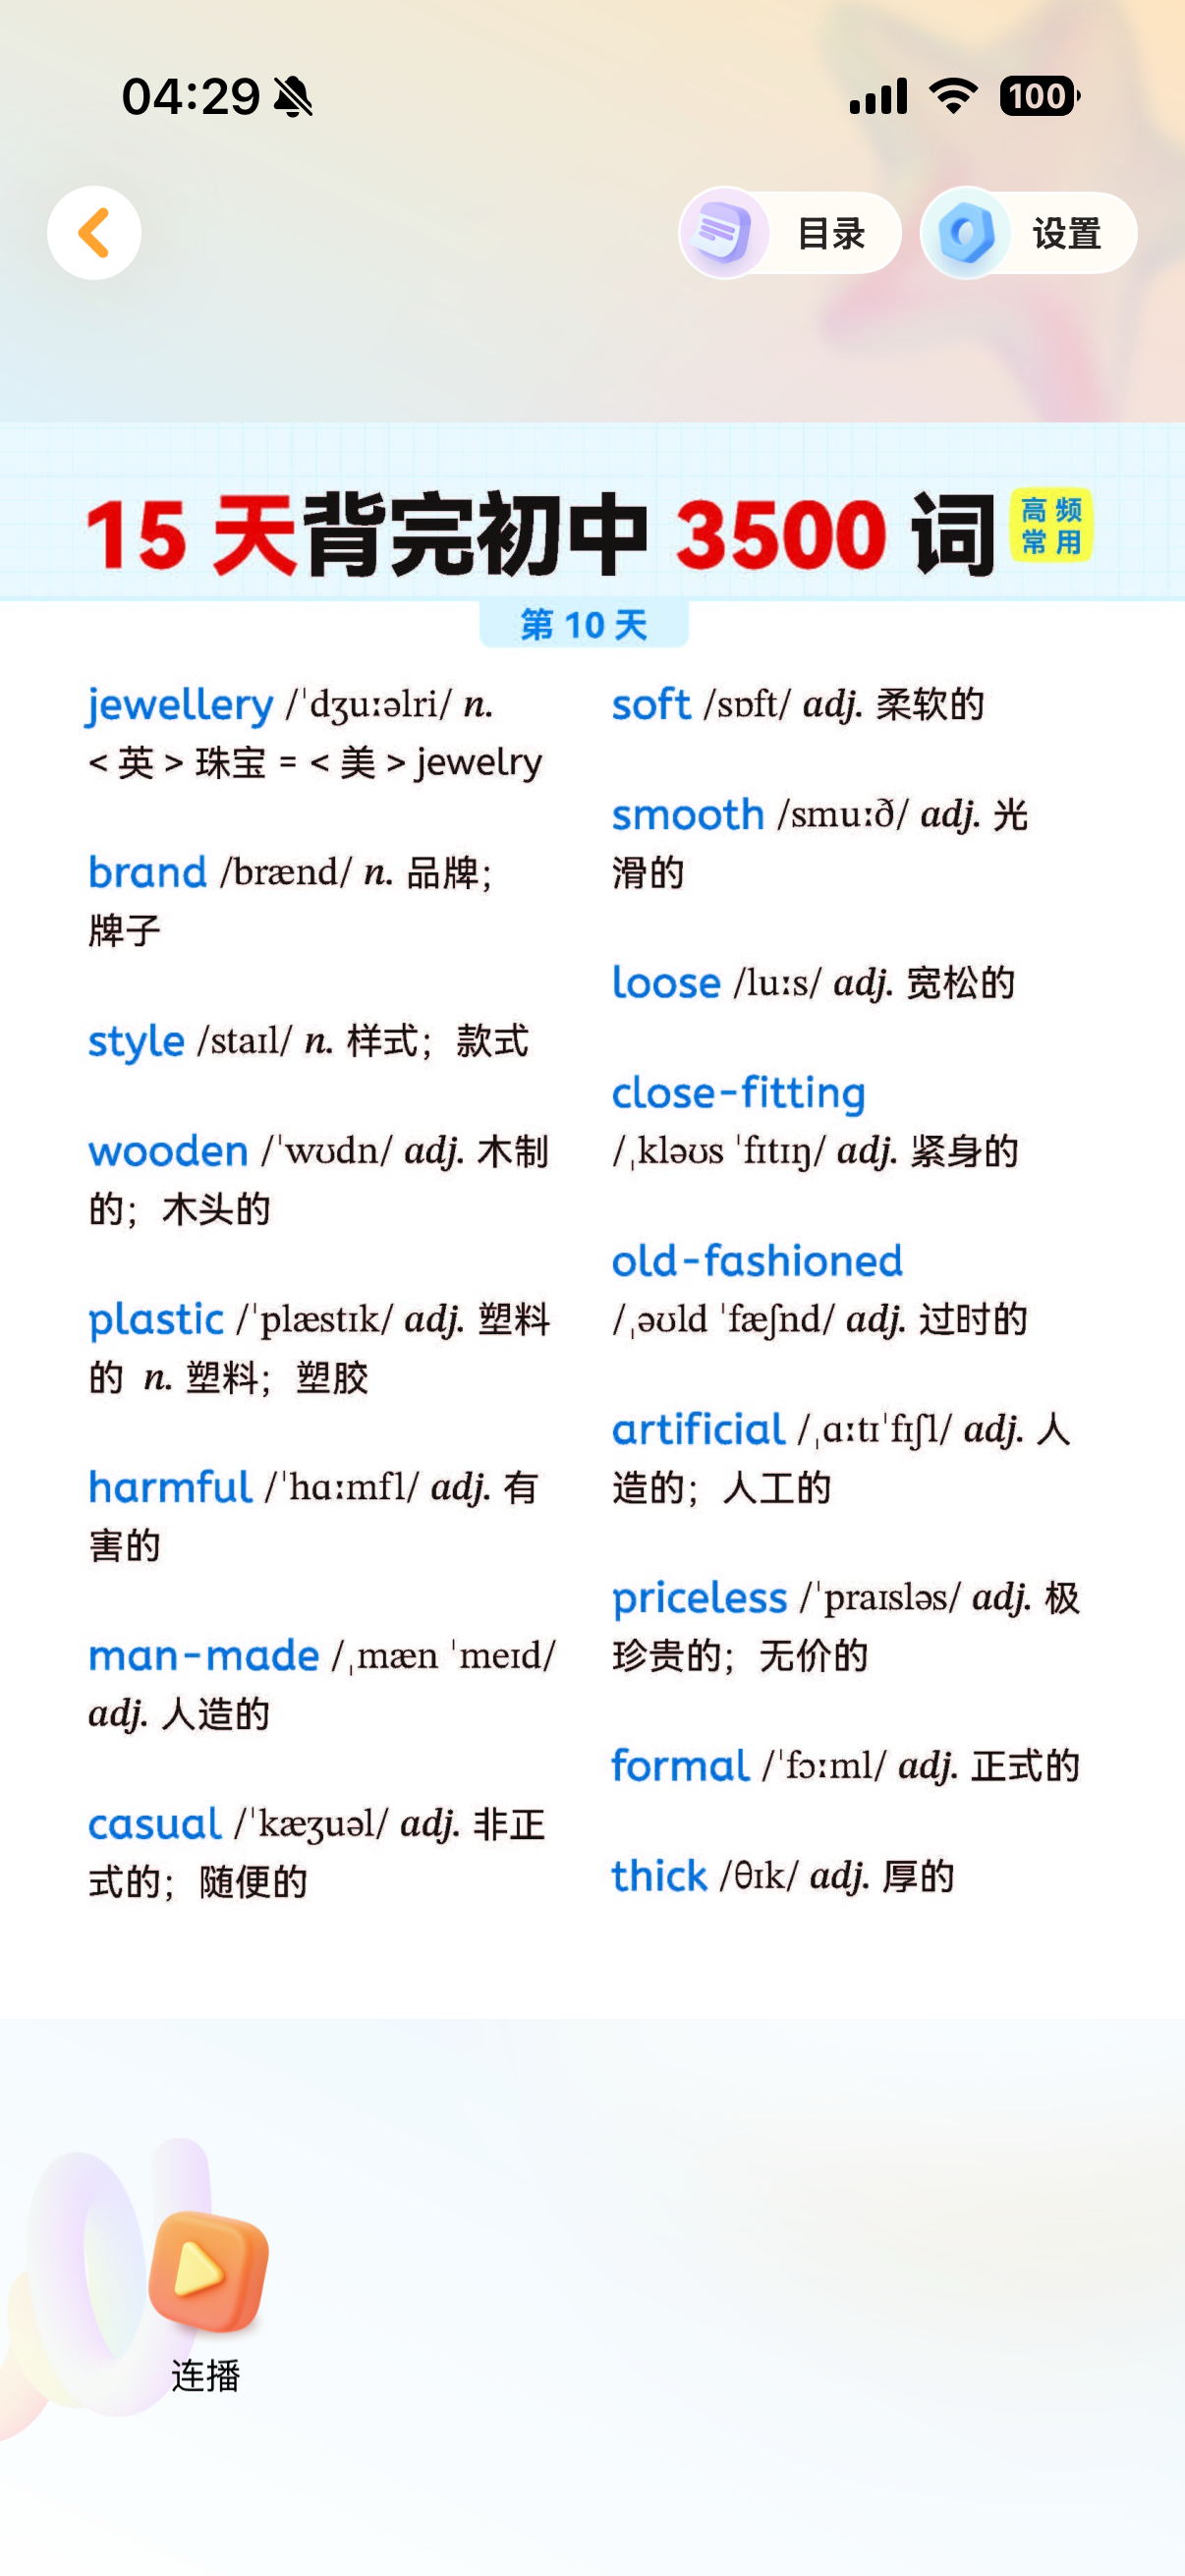 04:29
100
目录
设置
15 天背完初中 3500 词 高频常用
第 10 天
jewellery /ˈdʒuːəlri/ n.
< 英 > 珠宝 = < 美 > jewelry
brand /brænd/ n. 品牌；
牌子
style /staɪl/ n. 样式；款式
wooden /ˈwʊdn/ adj. 木制
的；木头的
plastic /ˈplæstɪk/ adj. 塑料
的 n. 塑料；塑胶
harmful /ˈhɑːmfl/ adj. 有
害的
man-made /ˌmæn ˈmeɪd/
adj. 人造的
casual /ˈkæʒuəl/ adj. 非正
式的；随便的
soft /sɒft/ adj. 柔软的
smooth /smuːð/ adj. 光
滑的
loose /luːs/ adj. 宽松的
close-fitting
/ˌkləʊs ˈfɪtɪŋ/ adj. 紧身的
old-fashioned
/ˌəʊld ˈfæʃnd/ adj. 过时的
artificial /ˌɑːtɪˈfɪʃl/ adj. 人
造的；人工的
priceless /ˈpraɪsləs/ adj. 极
珍贵的；无价的
formal /ˈfɔːml/ adj. 正式的
thick /θɪk/ adj. 厚的
连播